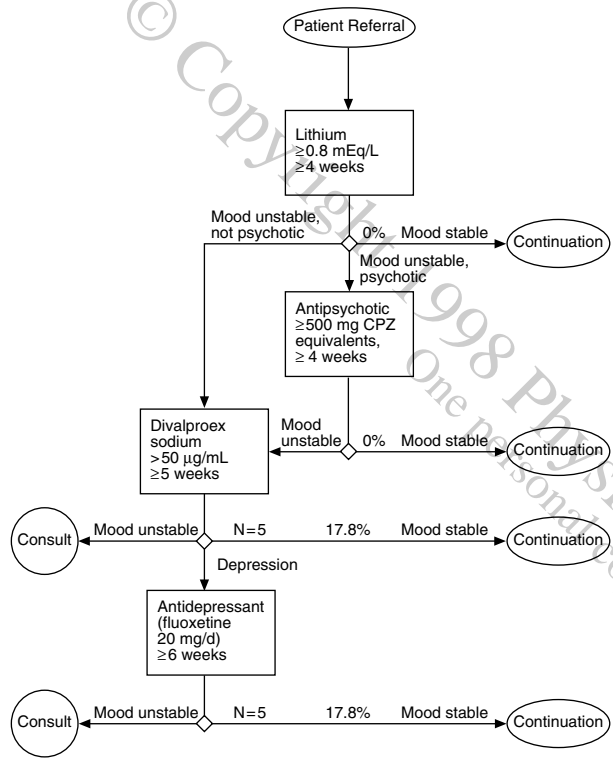 © Copyright 1998 Physi
One personal co
Patient Referral
Lithium
≥0.8 mEq/L
≥4 weeks
Mood unstable,
not psychotic
0% Mood stable
Continuation
Mood unstable,
psychotic
Antipsychotic
≥500 mg CPZ
equivalents,
≥ 4 weeks
Divalproex
sodium
>50 μg/mL
≥5 weeks
Mood
unstable
0% Mood stable
Continuation
Consult
Mood unstable
N=5 17.8% Mood stable
Continuation
Depression
Antidepressant
(fluoxetine
20 mg/d)
≥6 weeks
Consult
Mood unstable
N=5 17.8% Mood stable
Continuation